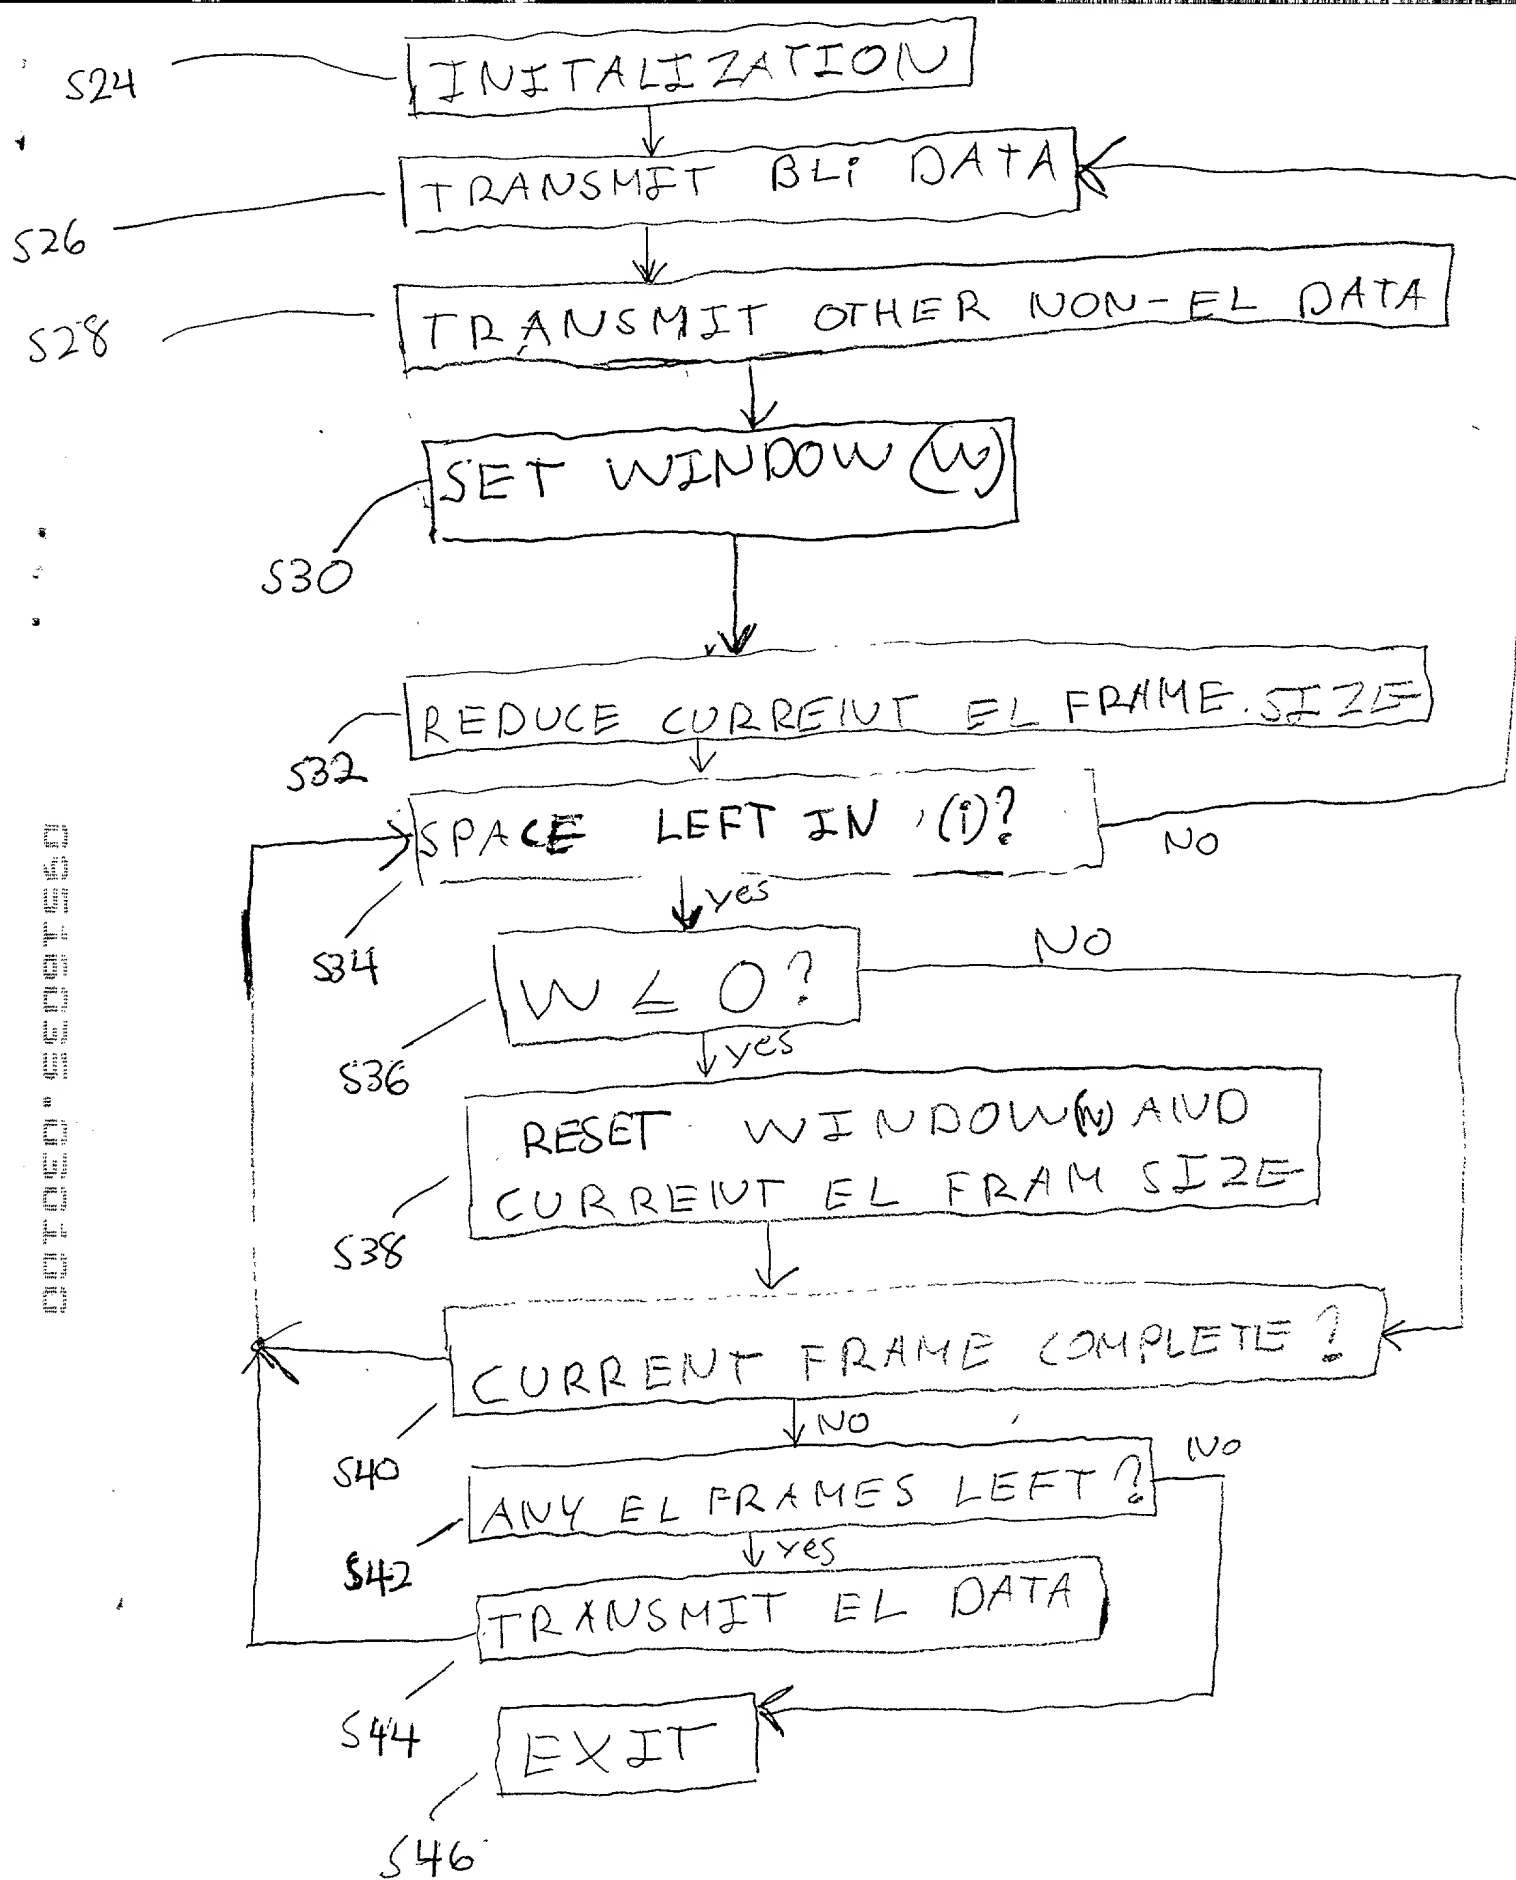 S24
INITALIZATION
TRANSMIT BLi DATA
S26
TRANSMIT OTHER NON-EL DATA
S28
SET WINDOW (W)
S30
REDUCE CURRENT EL FRAME SIZE
S32
SPACE LEFT IN (i)?
NO
yes
S34
NO
W ≤ 0?
yes
S36
RESET WINDOW(W) AND
CURRENT EL FRAM SIZE
S38
CURRENT FRAME COMPLETE?
NO
S40
NO
ANY EL FRAMES LEFT?
yes
S42
TRANSMIT EL DATA
S44
EXIT
S46